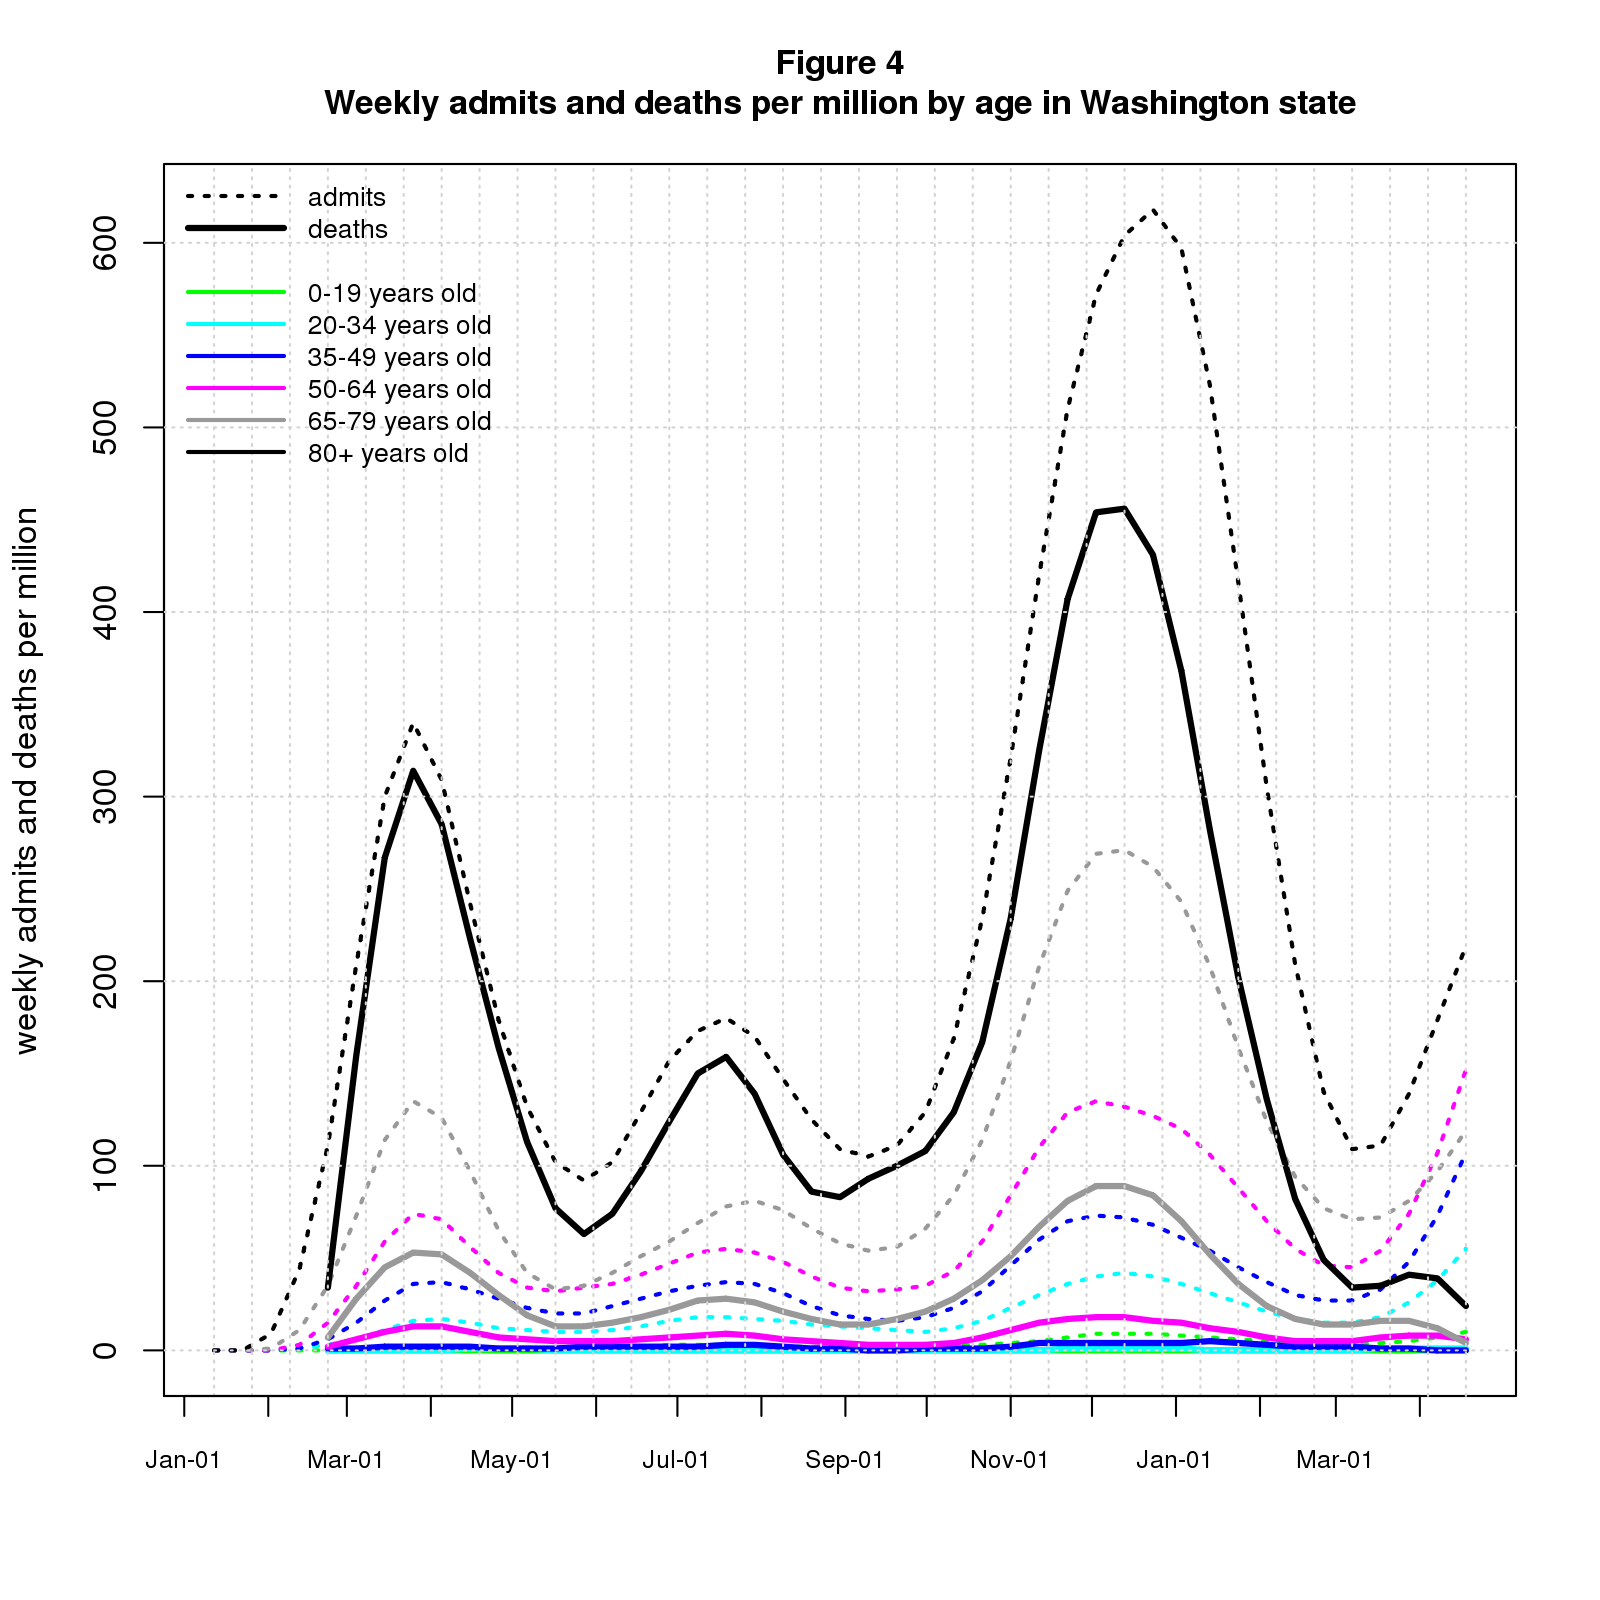 Figure 4
Weekly admits and deaths per million by age in Washington state
admits
deaths
0-19 years old
20-34 years old
35-49 years old
50-64 years old
65-79 years old
80+ years old
weekly admits and deaths per million
600
500
400
300
200
100
0
Jan-01 Mar-01 May-01 Jul-01 Sep-01 Nov-01 Jan-01 Mar-01